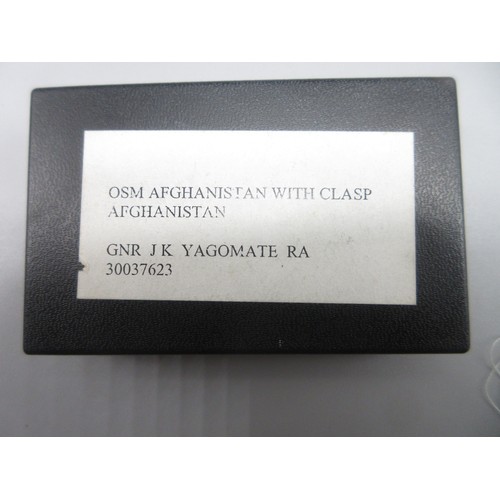 OSM AFGHANISTAN WITH CLASP
AFGHANISTAN
GNR J K YAGOMATE RA
30037623